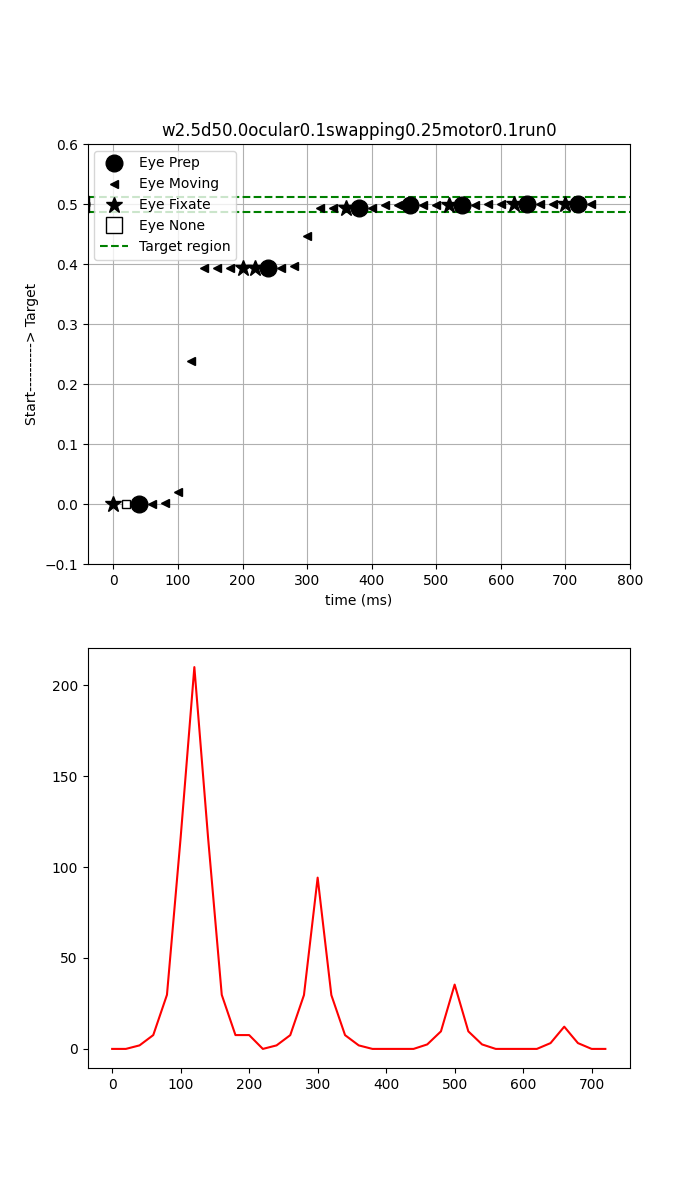 w2.5d50.0ocular0.1swapping0.25motor0.1run0
0.6
0.5
0.4
0.3
0.2
0.1
0.0
−0.1
Start----------> Target
Eye Prep
Eye Moving
Eye Fixate
Eye None
Target region
0 100 200 300 400 500 600 700 800
time (ms)
200
150
100
50
0
0 100 200 300 400 500 600 700